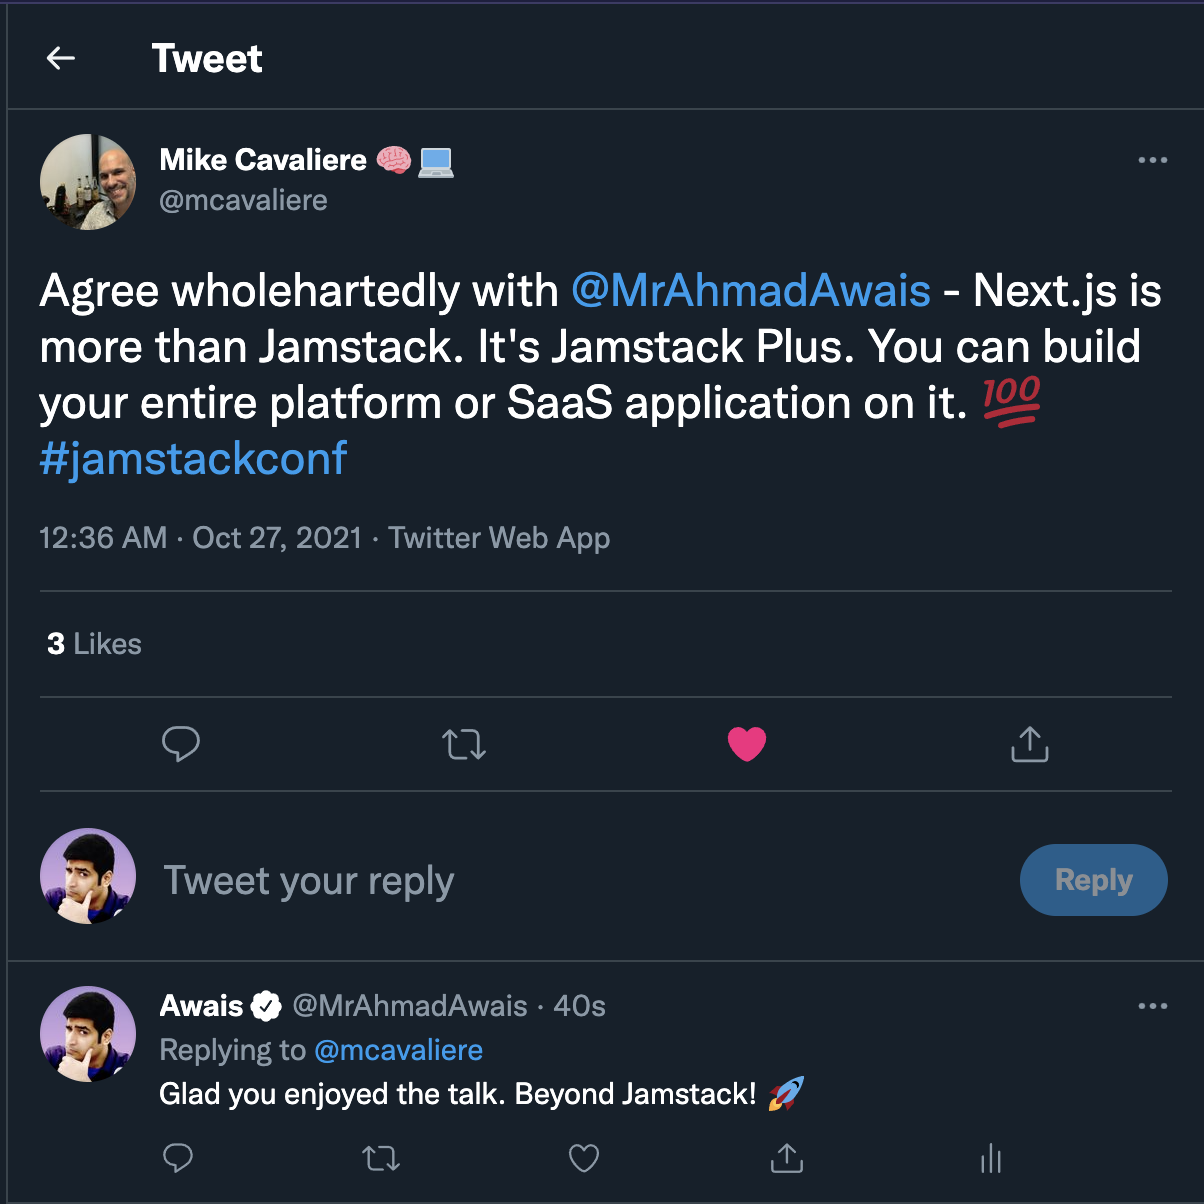 Tweet
Mike Cavaliere 🧠 💻
@mcavaliere
Agree wholehartedly with @MrAhmadAwais - Next.js is
more than Jamstack. It's Jamstack Plus. You can build
your entire platform or SaaS application on it. 💯
#jamstackconf
12:36 AM · Oct 27, 2021 · Twitter Web App
3 Likes
Tweet your reply
Reply
Awais @MrAhmadAwais · 40s
Replying to @mcavaliere
Glad you enjoyed the talk. Beyond Jamstack! 🚀